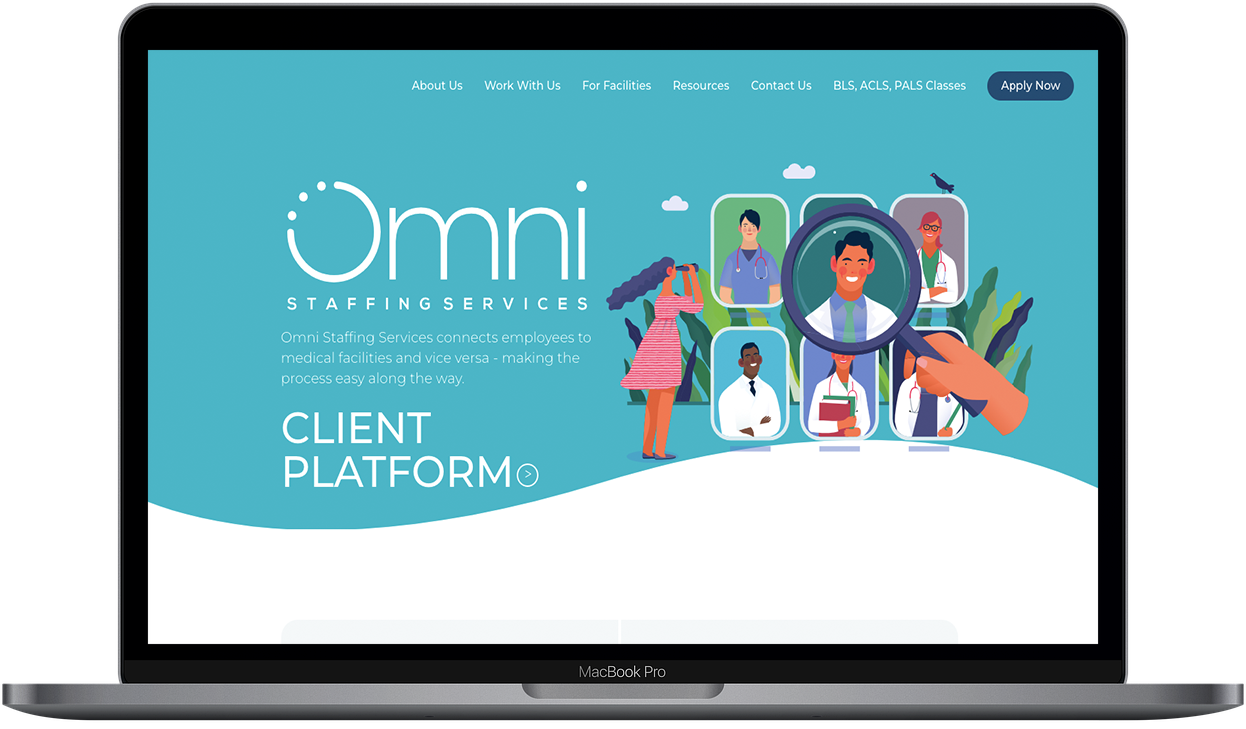 About Us Work With Us For Facilities Resources Contact Us BLS, ACLS, PALS Classes Apply Now
Omni
STAFFING SERVICES
Omni Staffing Services connects employees to
medical facilities and vice versa - making the
process easy along the way.
CLIENT
PLATFORM >
MacBook Pro